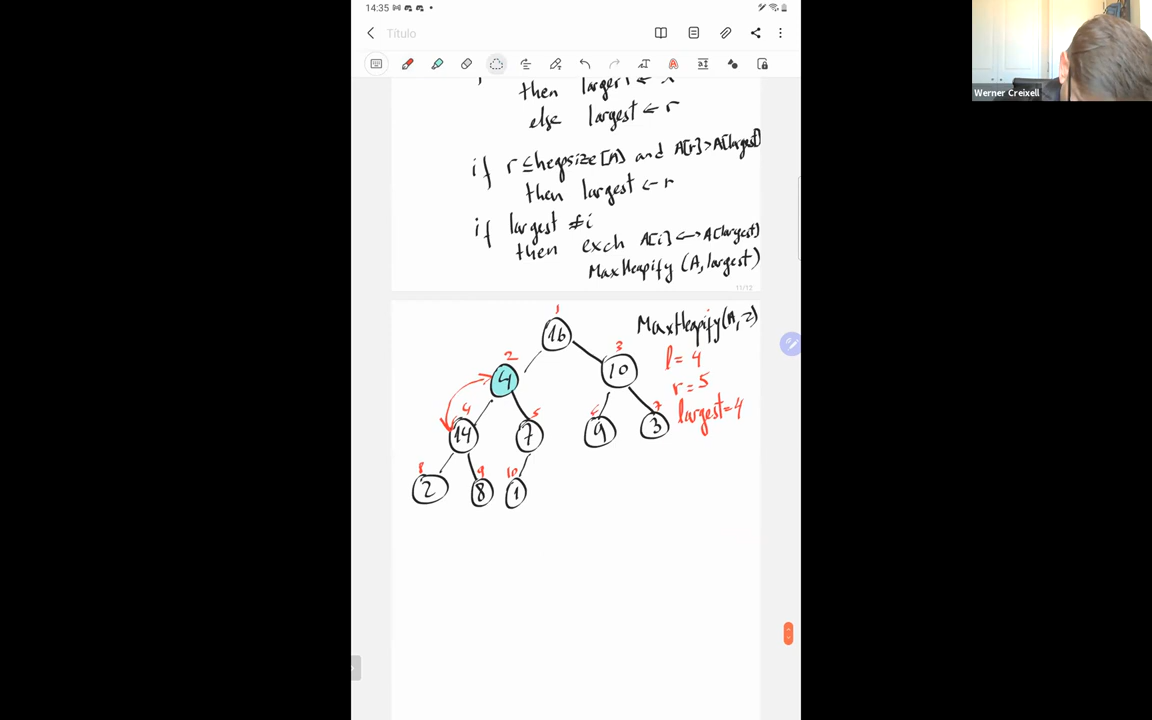 14:35
Título
then
else largest ← r
if r ≤ heapsize [A] and A[r] > A[largest]
then largest ← r
if largest ≠ i
then exch A[i] ↔ A[largest]
MaxHeapify (A, largest)
11/12
MaxHeapify(A, 2)
1
16
2
4
3
10
l = 4
r = 5
largest = 4
4
14
5
7
6
9
7
3
8
2
9
8
10
1
Werner Creixell